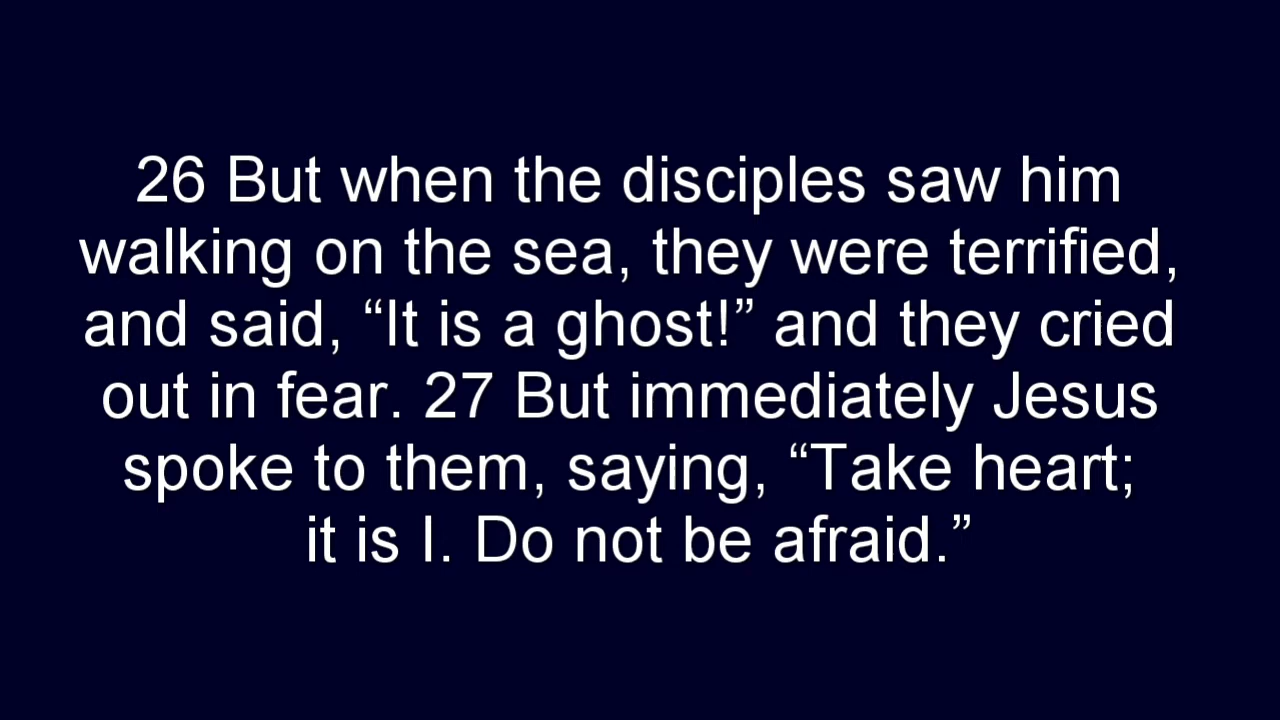 26 But when the disciples saw him
walking on the sea, they were terrified,
and said, “It is a ghost!” and they cried
out in fear. 27 But immediately Jesus
spoke to them, saying, “Take heart;
it is I. Do not be afraid.”